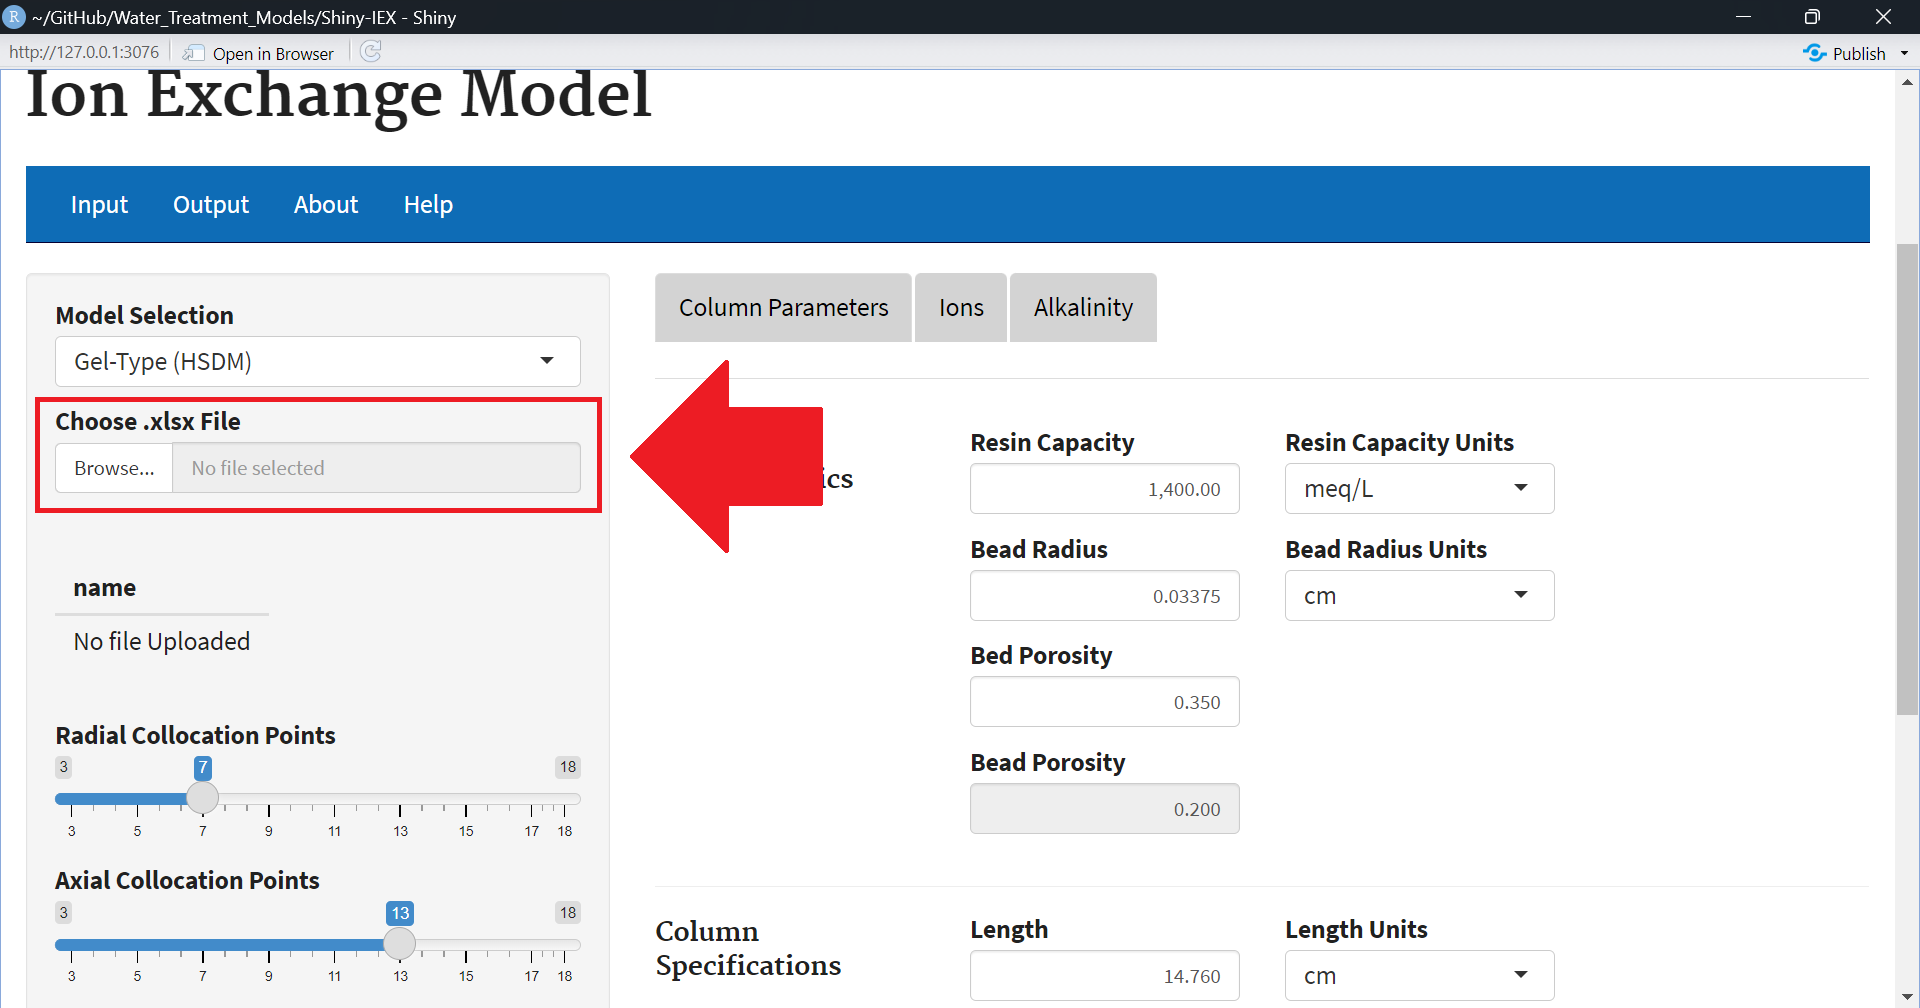 R ~/GitHub/Water_Treatment_Models/Shiny-IEX - Shiny
http://127.0.0.1:3076 Open in Browser Publish
Ion Exchange Model
Input Output About Help
Model Selection
Gel-Type (HSDM)
Choose .xlsx File
Browse... No file selected
name
No file Uploaded
Radial Collocation Points
3 7 18
3 5 7 9 11 13 15 17 18
Axial Collocation Points
3 13 18
3 5 7 9 11 13 15 17 18
Column Parameters Ions Alkalinity
ics
Resin Capacity Resin Capacity Units
1,400.00 meq/L
Bead Radius Bead Radius Units
0.03375 cm
Bed Porosity
0.350
Bead Porosity
0.200
Column
Specifications
Length Length Units
14.760 cm